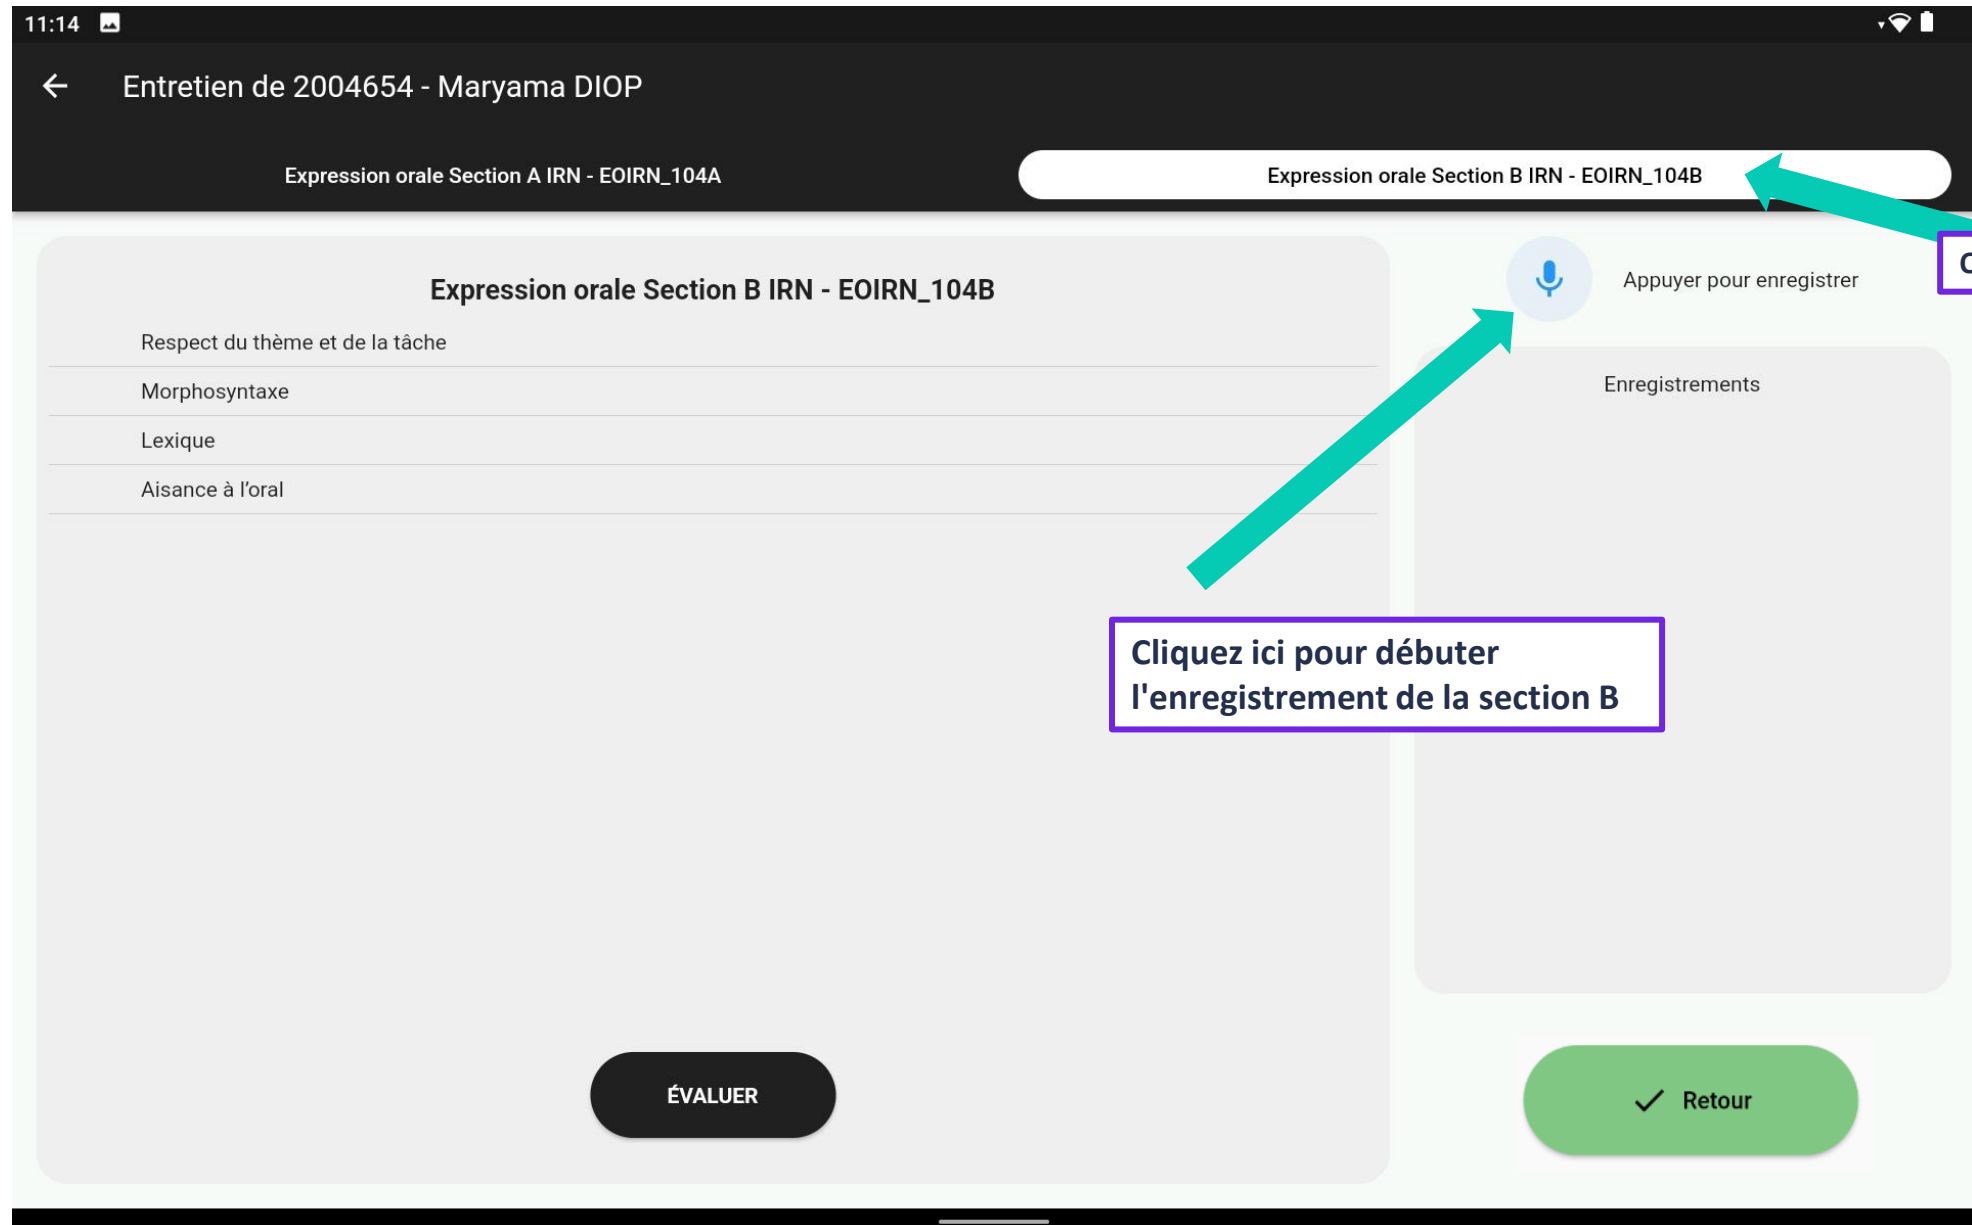 11:14
Entretien de 2004654 - Maryama DIOP
Expression orale Section A IRN - EOIRN_104A
Expression orale Section B IRN - EOIRN_104B
Expression orale Section B IRN - EOIRN_104B
Respect du thème et de la tâche
Morphosyntaxe
Lexique
Aisance à l’oral
ÉVALUER
Appuyer pour enregistrer
Enregistrements
Cliquez ici pour débuter
l'enregistrement de la section B
Retour